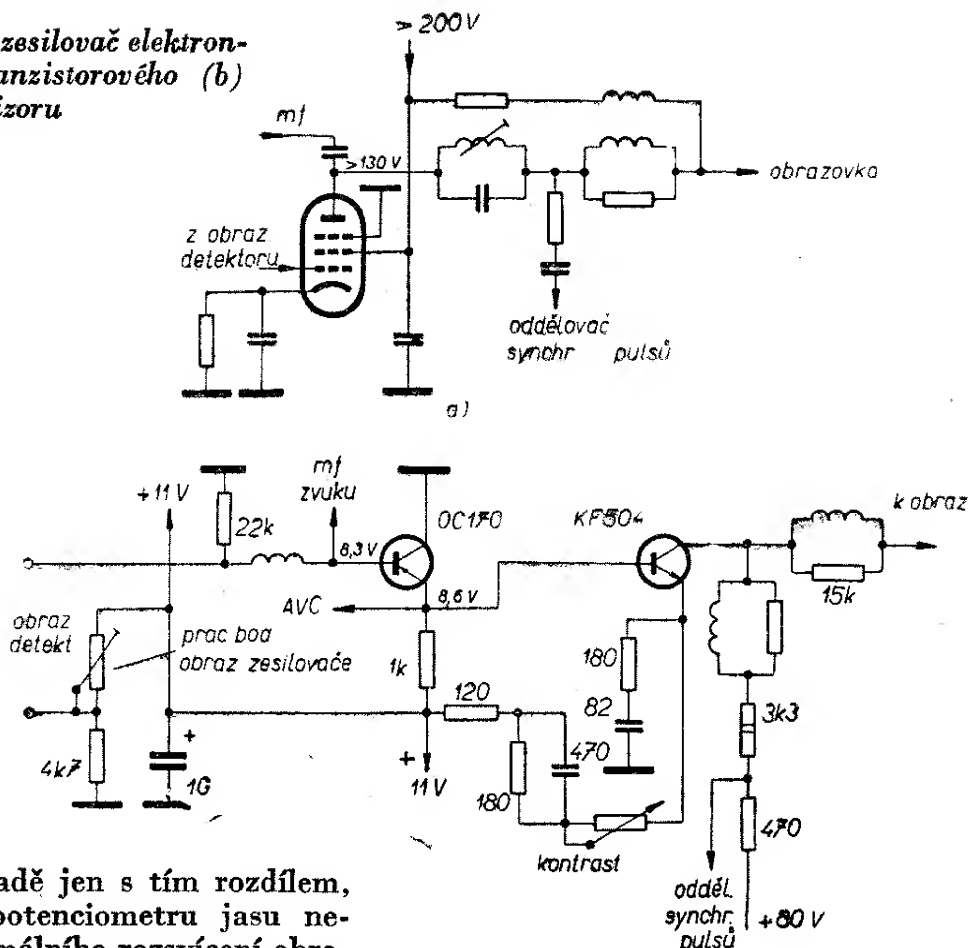 zesilovač elektron-
anzistorového (b)
izoru
> 200 V
mf
>130 V
obrazovka
z obraz
detektoru
oddělovač
synchr pulsů
a)
+11 V
22k
mf
zvuku
OC170
KF504
k obraz
8,3 V
AVC
8,6 V
15k
obraz
detekt
prac bod
obraz zesilovače
1k
120
180
82
3k3
4k7
+
1G
+
11 V
180
470
470
kontrast
odděl.
synchr.
pulsů
+80 V
adě jen s tím rozdílem,
potenciometru jasu ne-
málního rozsvícení obra-